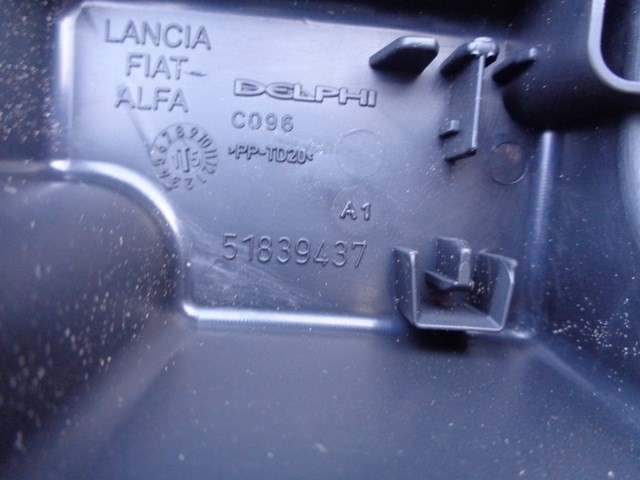 LANCIA
FIAT-
ALFA
DELPHI
C096
>PP-TD20<
A1
51839437